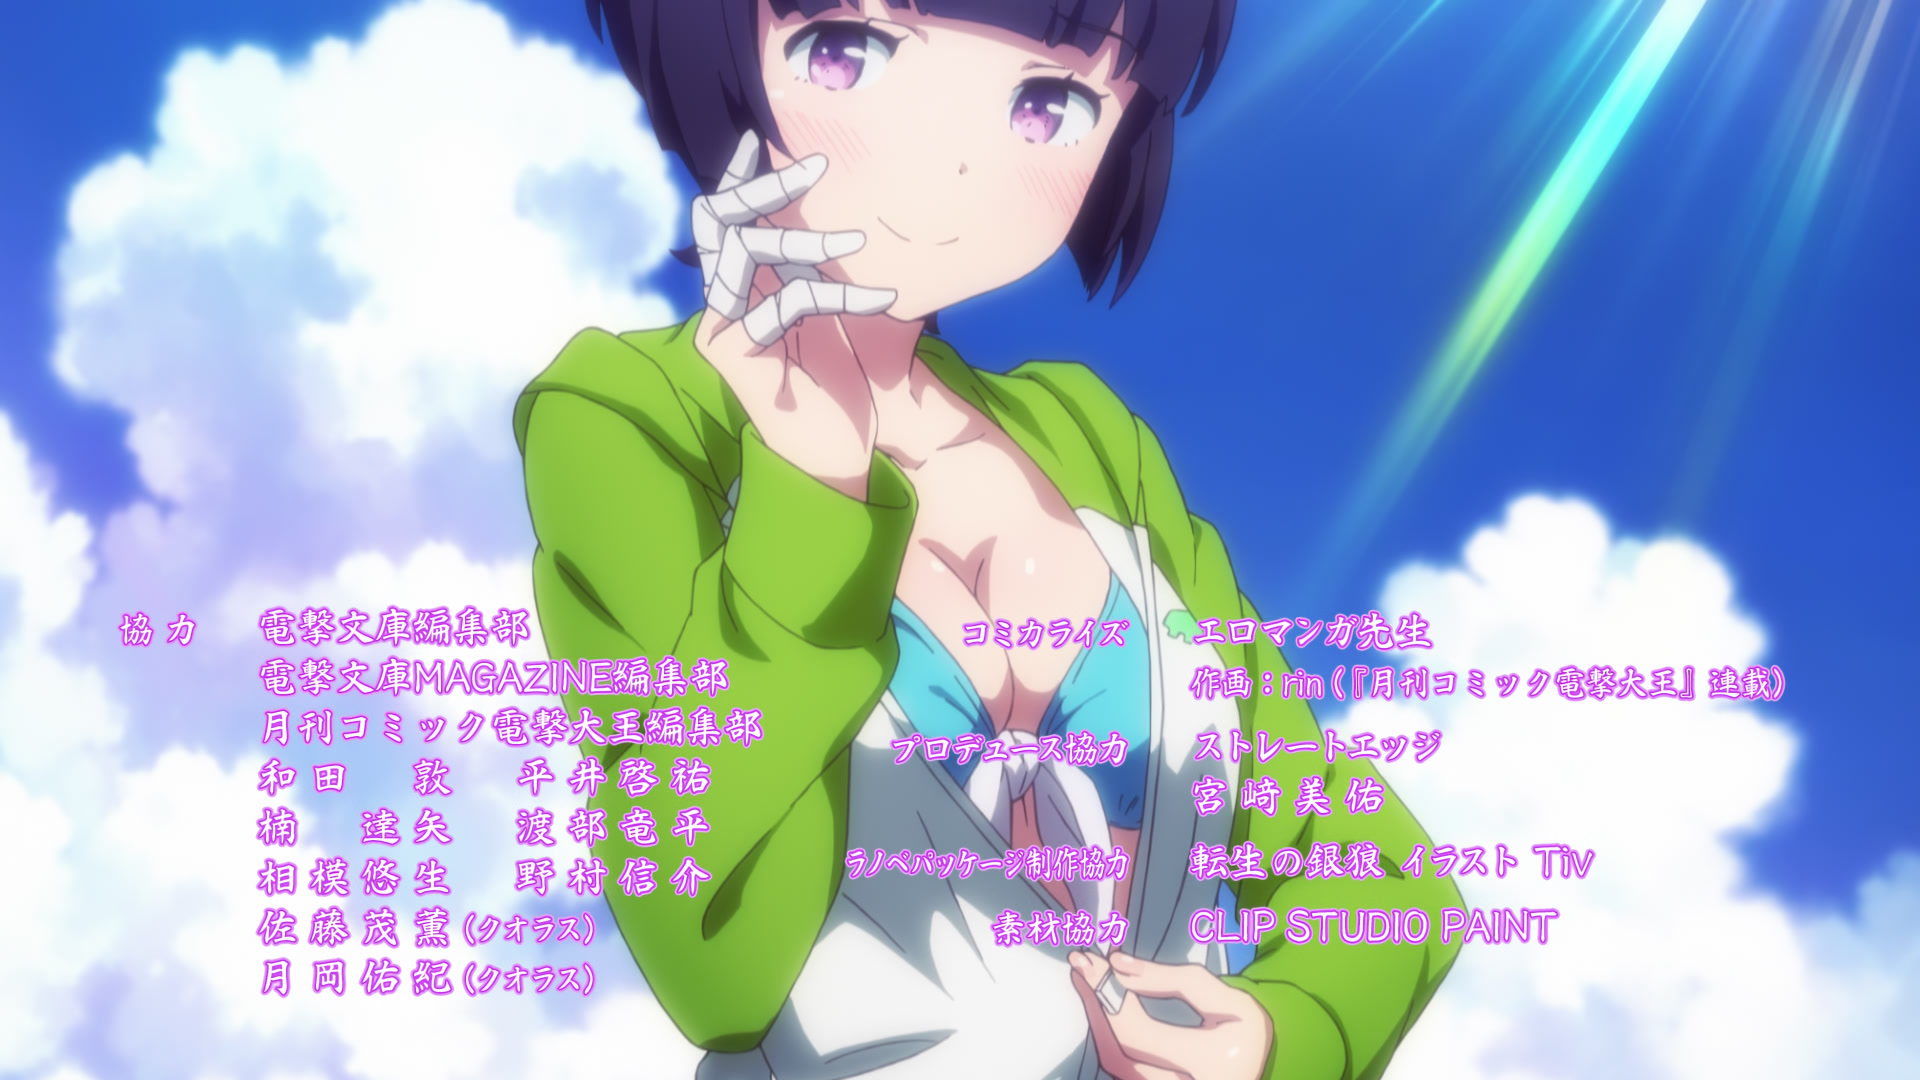 協力
電撃文庫編集部
電撃文庫MAGAZINE編集部
月刊コミック電撃大王編集部
和田 敦 平井啓祐
楠 達矢 渡部竜平
相模悠生 野村信介
佐藤茂薫(クオラス)
月岡佑紀(クオラス)
コミカライズ エロマンガ先生
作画:rin(『月刊コミック電撃大王』連載)
プロデュース協力 ストレートエッジ
宮﨑美佑
ラノベパッケージ制作協力 転生の銀狼 イラスト Tiv
素材協力 CLIP STUDIO PAINT